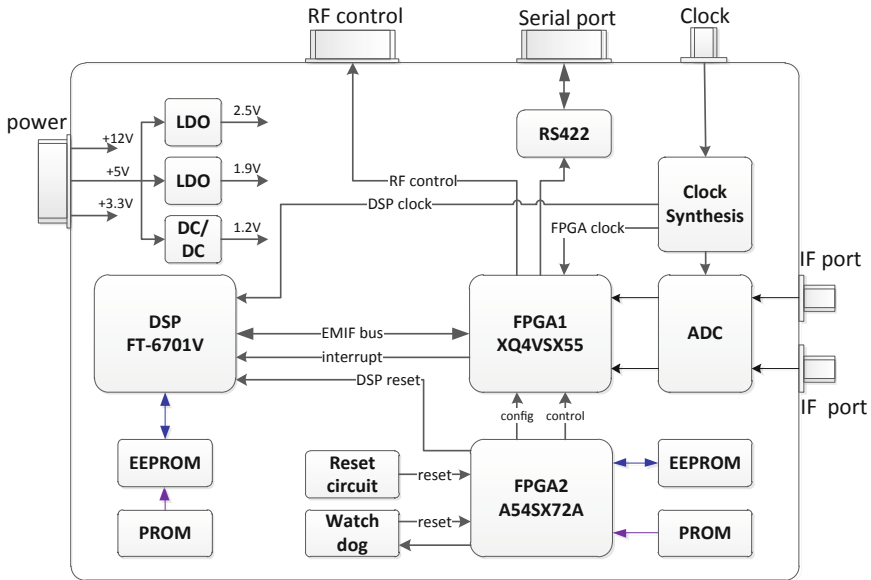 RF control
Serial port
Clock
power
+12V
+5V
+3.3V
LDO
2.5V
LDO
1.9V
DC/
DC
1.2V
RS422
RF control
DSP clock
FPGA clock
Clock
Synthesis
IF port
DSP
FT-6701V
EMIF bus
interrupt
DSP reset
FPGA1
XQ4VSX55
ADC
IF port
config
control
EEPROM
PROM
Reset
circuit
reset
Watch
dog
reset
FPGA2
A54SX72A
EEPROM
PROM